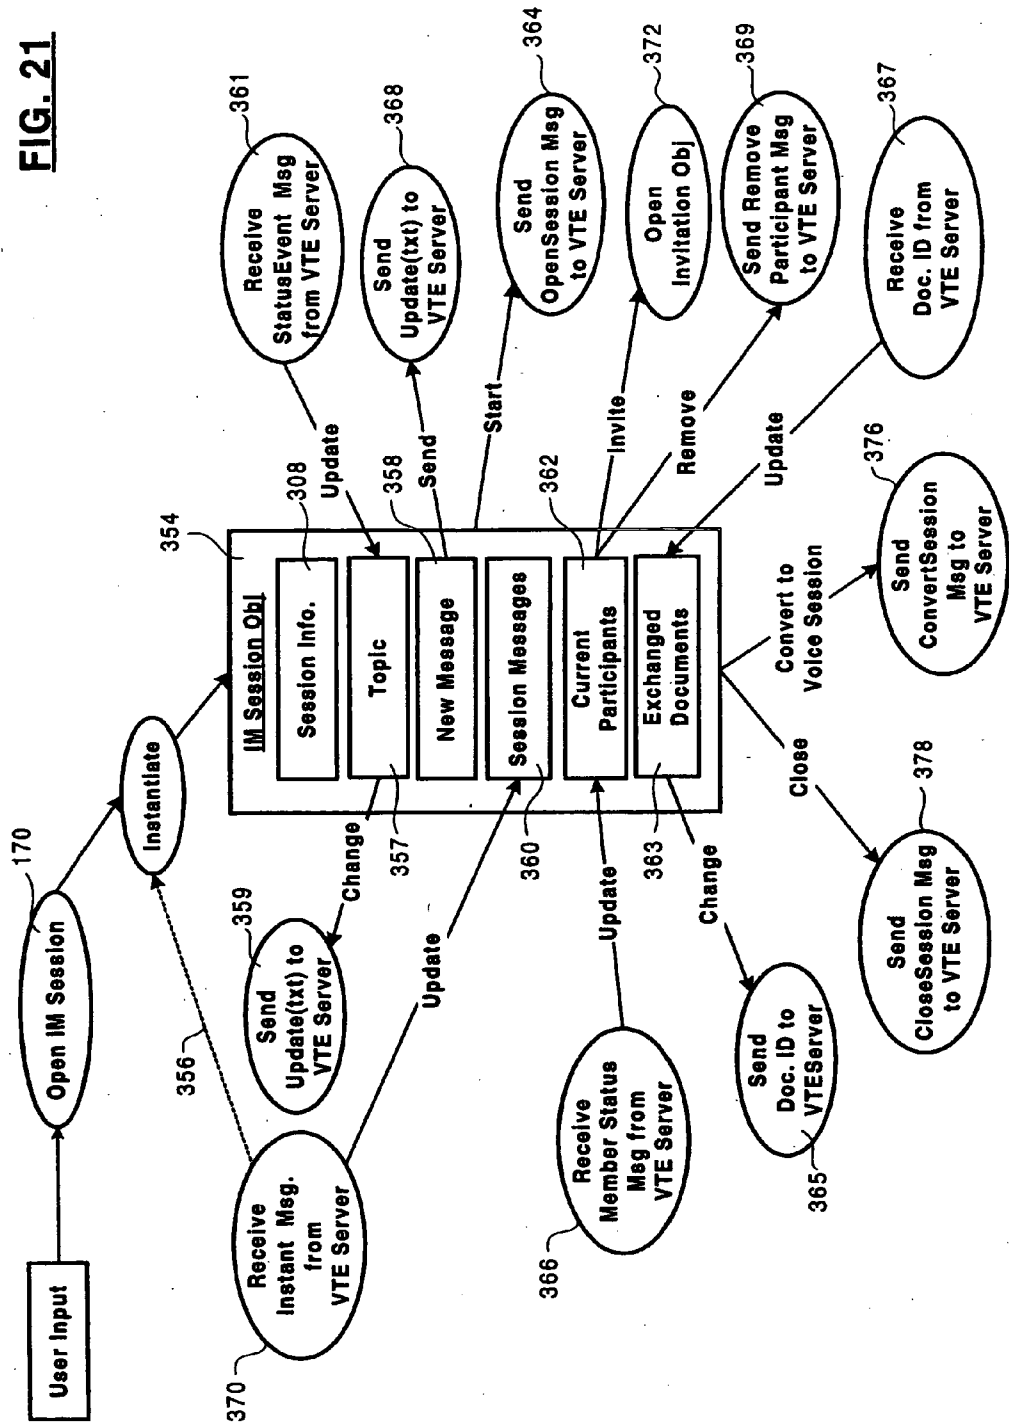 FIG. 21
User Input
170
Open IM Session
Instantiate
356
370
Receive
Instant Msg.
from
VTE Server
Update
359
Send
Update(txt) to
VTE Server
Change
357
360
366
Receive
Member Status
Msg from
VTE Server
Update
363
Change
Send
Doc. ID to
VTEServer
365
354
IM Session Obj
Session Info.
308
Topic
New Message
358
Session Messages
Current
Participants
362
Exchanged
Documents
361
Receive
StatusEvent Msg
from VTE Server
Update
368
Send
Update(txt) to
VTE Server
Send
364
Send
OpenSession Msg
to VTE Server
Start
372
Open
Invitation Obj
Invite
369
Send Remove
Participant Msg
to VTE Server
Remove
367
Receive
Doc. ID from
VTE Server
Update
376
Send
ConvertSession
Msg to
VTE Server
Convert to
Voice Session
378
Send
CloseSession Msg
to VTE Server
Close